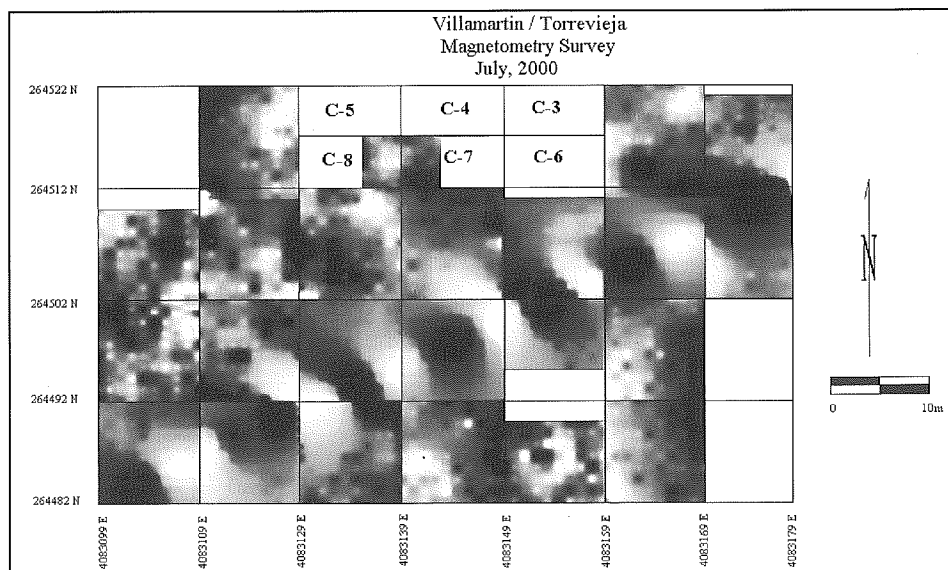 Villamartin / Torrevieja
Magnetometry Survey
July, 2000
264522 N
C-5
C-4
C-3
C-8
C-7
C-6
264512 N
264502 N
264492 N
264482 N
N
0
10m
4083099 E
4083109 E
4083129 E
4083139 E
4083149 E
4083159 E
4083169 E
4083179 E